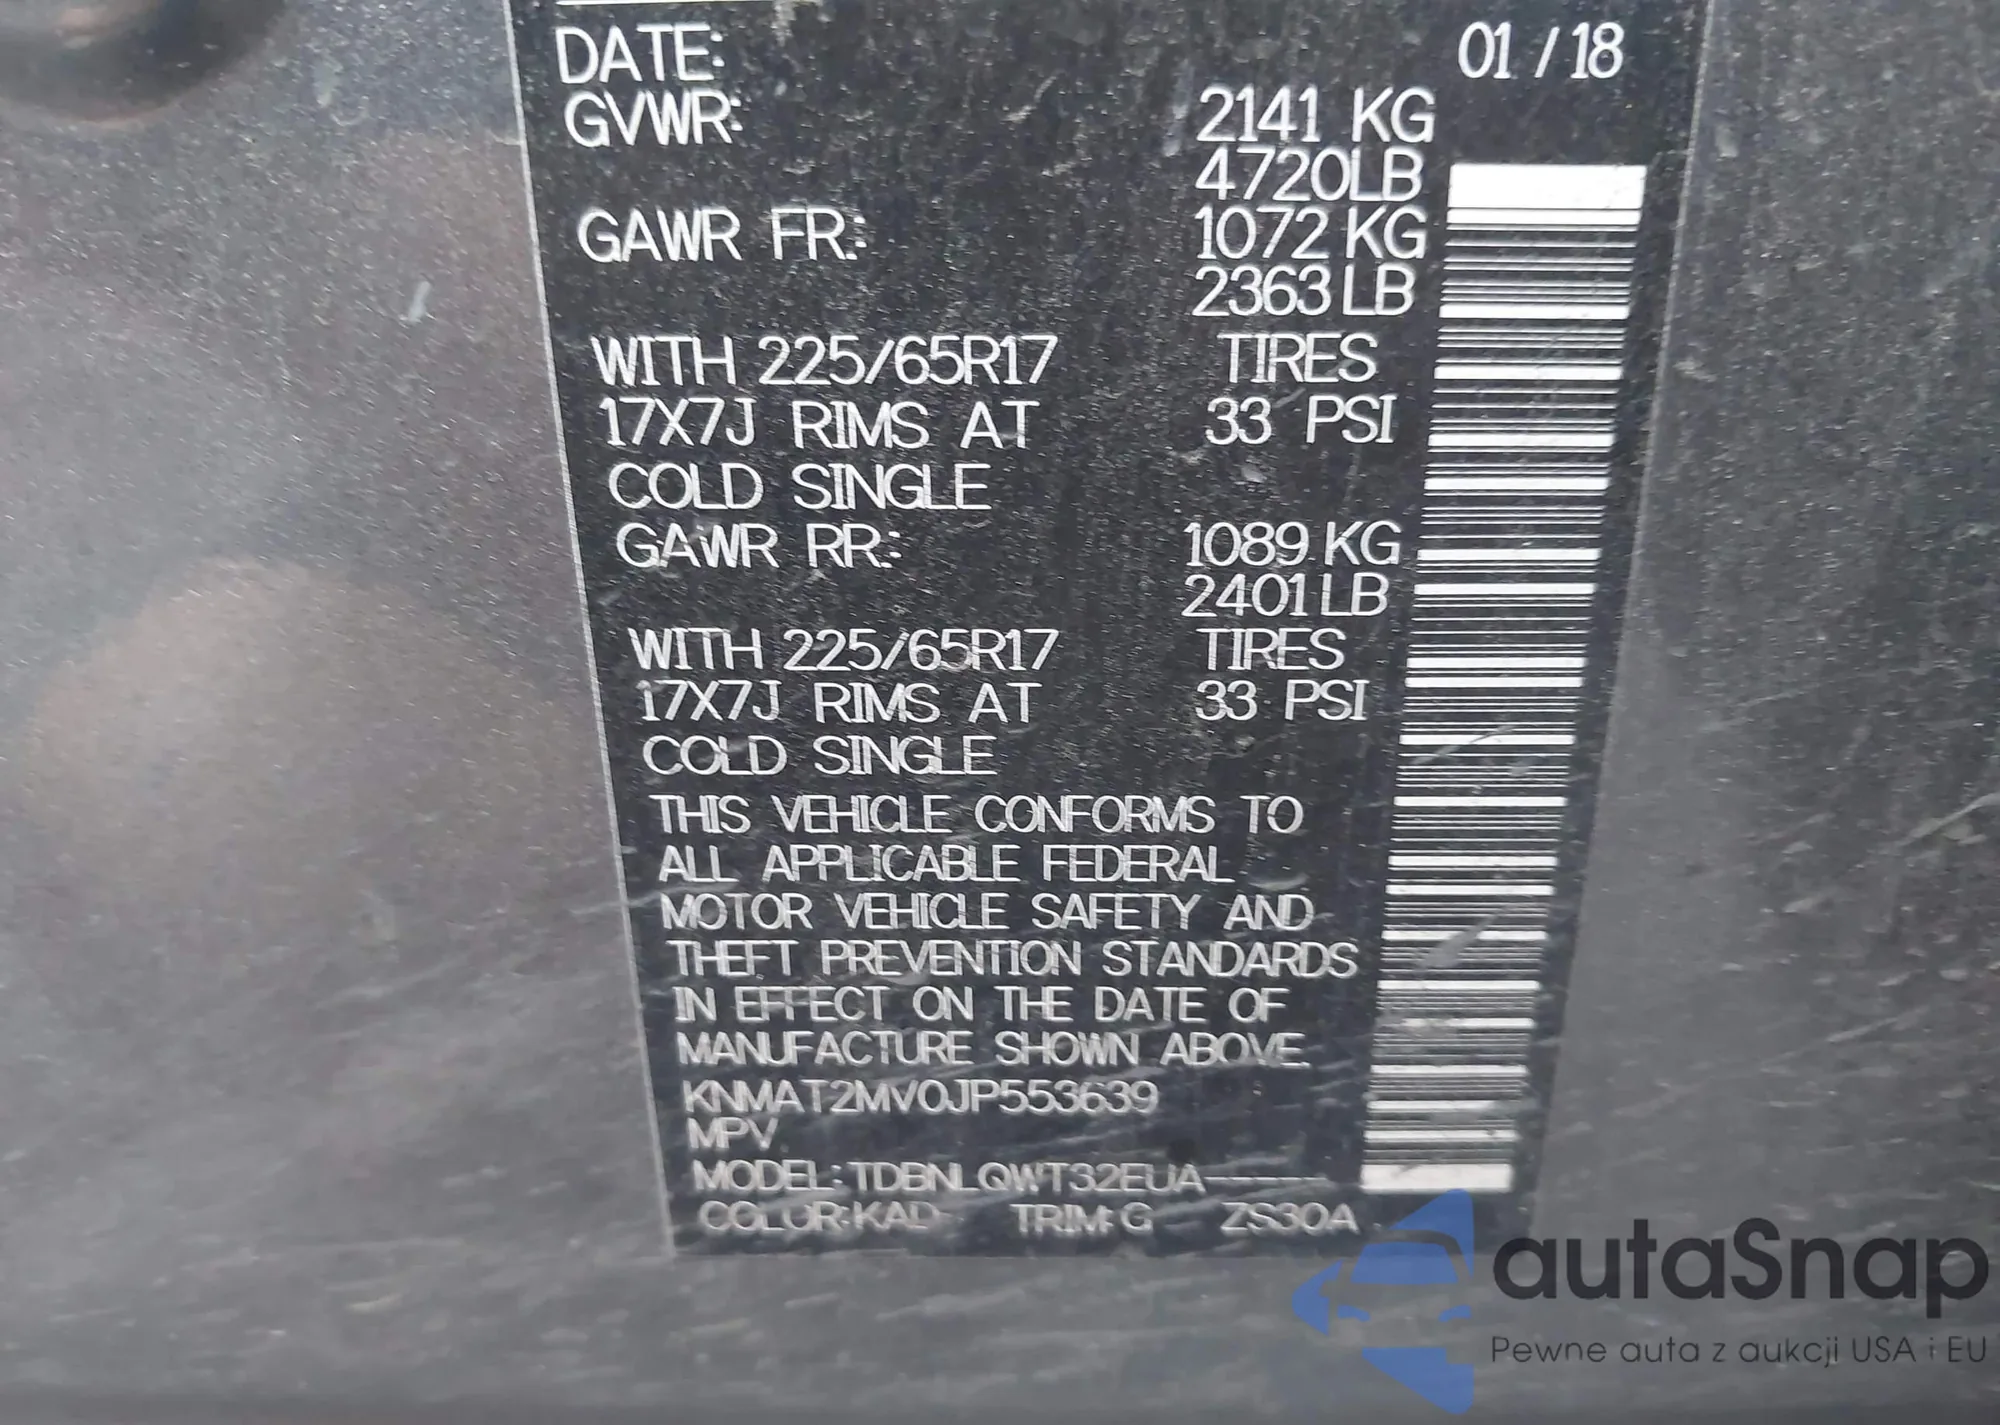 DATE: 01 / 18
GVWR: 2141 KG
4720LB
GAWR FR.: 1072 KG
2363 LB
WITH 225/65R17 TIRES
17X7J RIMS AT 33 PSI
COLD SINGLE
GAWR RR.: 1089 KG
2401 LB
WITH 225/65R17 TIRES
17X7J RIMS AT 33 PSI
COLD SINGLE
THIS VEHICLE CONFORMS TO
ALL APPLICABLE FEDERAL
MOTOR VEHICLE SAFETY AND
THEFT PREVENTION STANDARDS
IN EFFECT ON THE DATE OF
MANUFACTURE SHOWN ABOVE.
KNMAT2MV0JP553639
MPV
MODEL: TDBNLQWT32EUA-----
COLOR:KAD TRIM: G ZS30A
autaSnap
Pewne auta z aukcji USA i EU